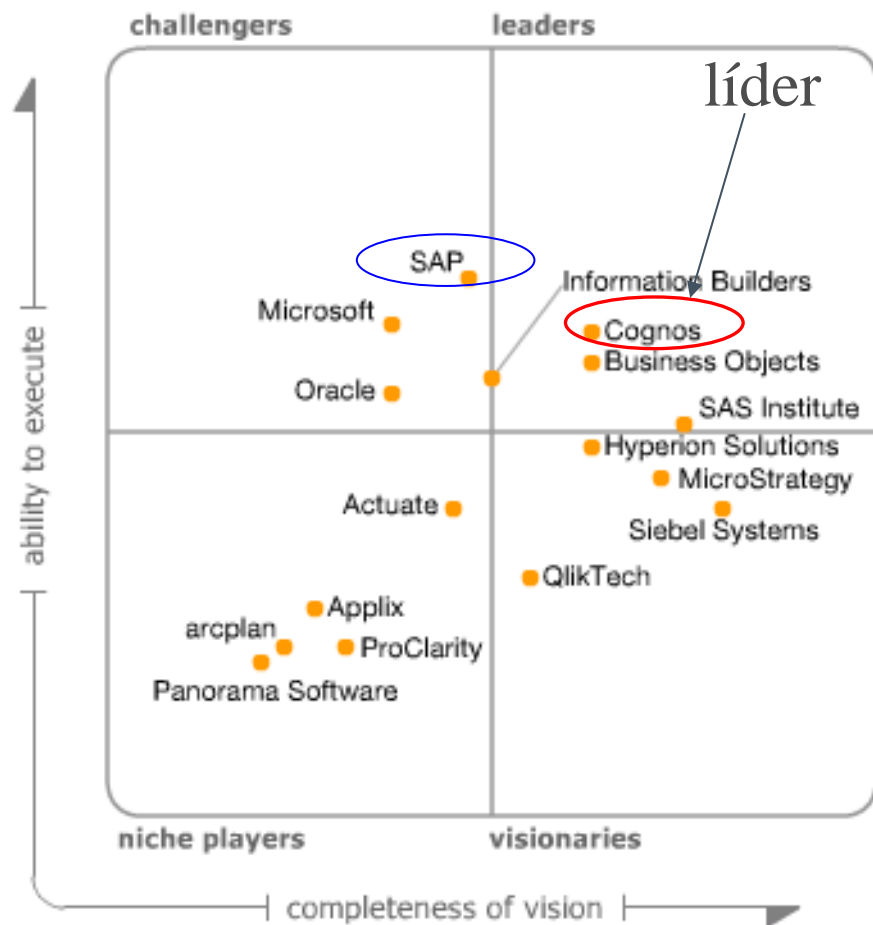 challengers
leaders
líder
SAP
Information Builders
Microsoft
Cognos
Business Objects
Oracle
SAS Institute
Hyperion Solutions
MicroStrategy
Actuate
Siebel Systems
QlikTech
Applix
arcplan
ProClarity
Panorama Software
niche players
visionaries
ability to execute
completeness of vision